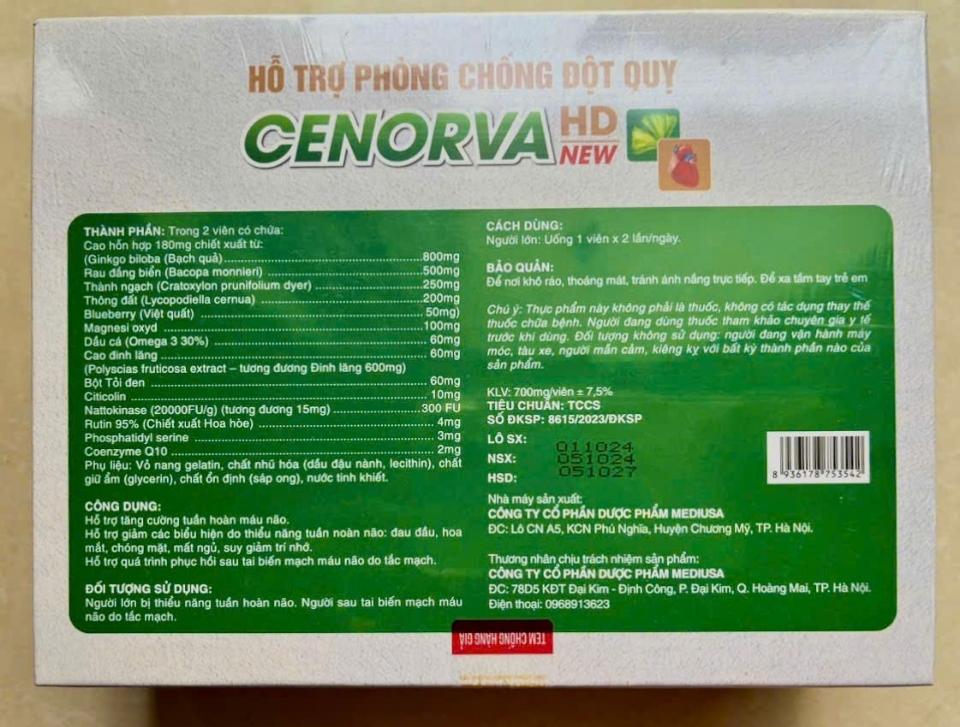 HỖ TRỢ PHÒNG CHỐNG ĐỘT QUỴ
CENORVA HD NEW
THÀNH PHẦN: Trong 2 viên có chứa:
Cao hỗn hợp 180mg chiết xuất từ:
(Ginkgo biloba (Bạch quả)......800mg
Rau đắng biển (Bacopa monnieri) ......500mg
Thành ngạch (Cratoxylon prunifolium dyer)......250mg
Thông đất (Lycopodiella cernua) ......200mg
Blueberry (Việt quất) ......50mg)
Magnesi oxyd ......100mg
Dầu cá (Omega 3 30%) ......60mg
Cao đinh lăng ......60mg
(Polyscias fruticosa extract – tương đương Đinh lăng 600mg)
Bột Tỏi đen ......60mg
Citicolin ......10mg
Nattokinase (20000FU/g) (tương đương 15mg) ......300 FU
Rutin 95% (Chiết xuất Hoa hòe) ......4mg
Phosphatidyl serine ......3mg
Coenzyme Q10 ......2mg
Phụ liệu: Vỏ nang gelatin, chất nhũ hóa (dầu đậu nành, lecithin), chất
giữ ẩm (glycerin), chất ổn định (sáp ong), nước tinh khiết.
CÔNG DỤNG:
Hỗ trợ tăng cường tuần hoàn máu não.
Hỗ trợ giảm các biểu hiện do thiểu năng tuần hoàn não: đau đầu, hoa
mắt, chóng mặt, mất ngủ, suy giảm trí nhớ.
Hỗ trợ quá trình phục hồi sau tai biến mạch máu não do tắc mạch.
ĐỐI TƯỢNG SỬ DỤNG:
Người lớn bị thiểu năng tuần hoàn não. Người sau tai biến mạch máu
não do tắc mạch.
CÁCH DÙNG:
Người lớn: Uống 1 viên x 2 lần/ngày.
BẢO QUẢN:
Để nơi khô ráo, thoáng mát, tránh ánh nắng trực tiếp. Để xa tầm tay trẻ em
Chú ý: Thực phẩm này không phải là thuốc, không có tác dụng thay thế
thuốc chữa bệnh. Người đang dùng thuốc tham khảo chuyên gia y tế
trước khi dùng. Đối tượng không sử dụng: người đang vận hành máy
móc, tàu xe, người mẫn cảm, kiêng kỵ với bất kỳ thành phần nào của
sản phẩm.
KLV: 700mg/viên ± 7,5%
TIÊU CHUẨN: TCCS
SỐ ĐKSP: 8615/2023/ĐKSP
LÔ SX: 011024
NSX: 051024
HSD: 051027
8 936178 753542
Nhà máy sản xuất:
CÔNG TY CỔ PHẦN DƯỢC PHẨM MEDIUSA
ĐC: Lô CN A5, KCN Phú Nghĩa, Huyện Chương Mỹ, TP. Hà Nội.
Thương nhân chịu trách nhiệm sản phẩm:
CÔNG TY CỔ PHẦN DƯỢC PHẨM MEDIUSA
ĐC: 78D5 KĐT Đại Kim - Định Công, P. Đại Kim, Q. Hoàng Mai, TP. Hà Nội.
Điện thoại: 0968913623
TEM CHỐNG HÀNG GIẢ